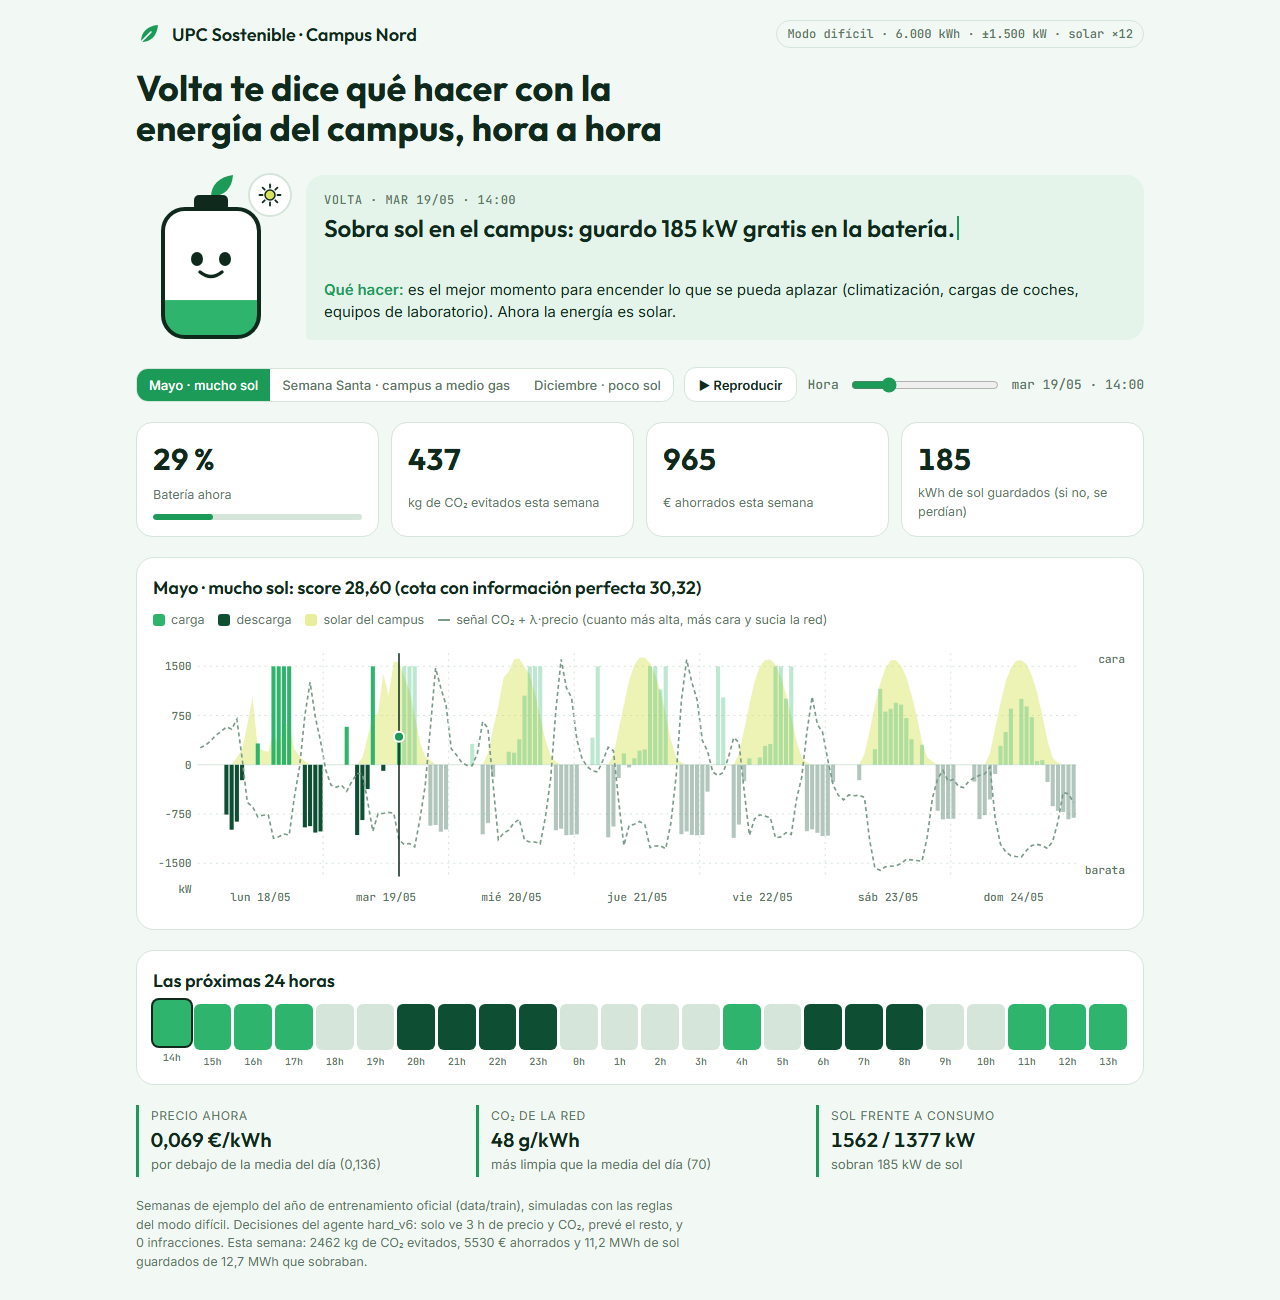 UPC Sostenible · Campus Nord
Modo difícil · 6.000 kWh · ±1.500 kW · solar ×12
Volta te dice qué hacer con la
energía del campus, hora a hora
VOLTA · MAR 19/05 · 14:00
Sobra sol en el campus: guardo 185 kW gratis en la batería.
Qué hacer: es el mejor momento para encender lo que se pueda aplazar (climatización, cargas de coches,
equipos de laboratorio). Ahora la energía es solar.
Mayo · mucho sol
Semana Santa · campus a medio gas
Diciembre · poco sol
▶ Reproducir
Hora
mar 19/05 · 14:00
29 %
Batería ahora
437
kg de CO₂ evitados esta semana
965
€ ahorrados esta semana
185
kWh de sol guardados (si no, se
perdían)
Mayo · mucho sol: score 28,60 (cota con información perfecta 30,32)
carga
descarga
solar del campus
señal CO₂ + λ·precio (cuanto más alta, más cara y sucia la red)
1500
750
0
-750
-1500
kW
cara
barata
lun 18/05
mar 19/05
mié 20/05
jue 21/05
vie 22/05
sáb 23/05
dom 24/05
Las próximas 24 horas
14h
15h
16h
17h
18h
19h
20h
21h
22h
23h
0h
1h
2h
3h
4h
5h
6h
7h
8h
9h
10h
11h
12h
13h
PRECIO AHORA
0,069 €/kWh
por debajo de la media del día (0,136)
CO₂ DE LA RED
48 g/kWh
más limpia que la media del día (70)
SOL FRENTE A CONSUMO
1562 / 1377 kW
sobran 185 kW de sol
Semanas de ejemplo del año de entrenamiento oficial (data/train), simuladas con las reglas
del modo difícil. Decisiones del agente hard_v6: solo ve 3 h de precio y CO₂, prevé el resto, y
0 infracciones. Esta semana: 2462 kg de CO₂ evitados, 5530 € ahorrados y 11,2 MWh de sol
guardados de 12,7 MWh que sobraban.